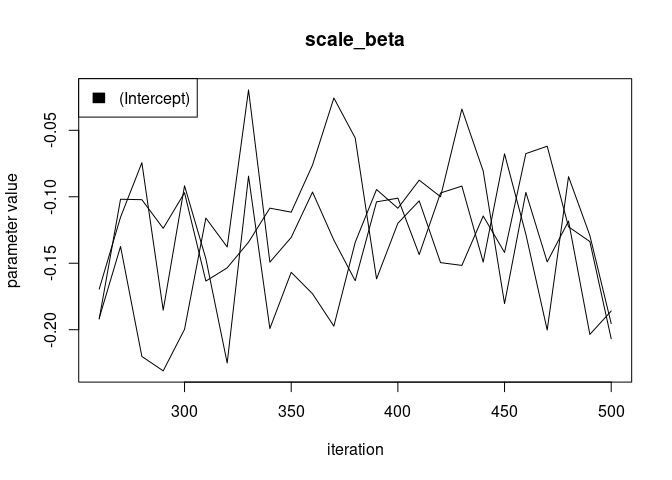 scale_beta
(Intercept)
-0.05
-0.10
-0.15
-0.20
parameter value
300 350 400 450 500
iteration